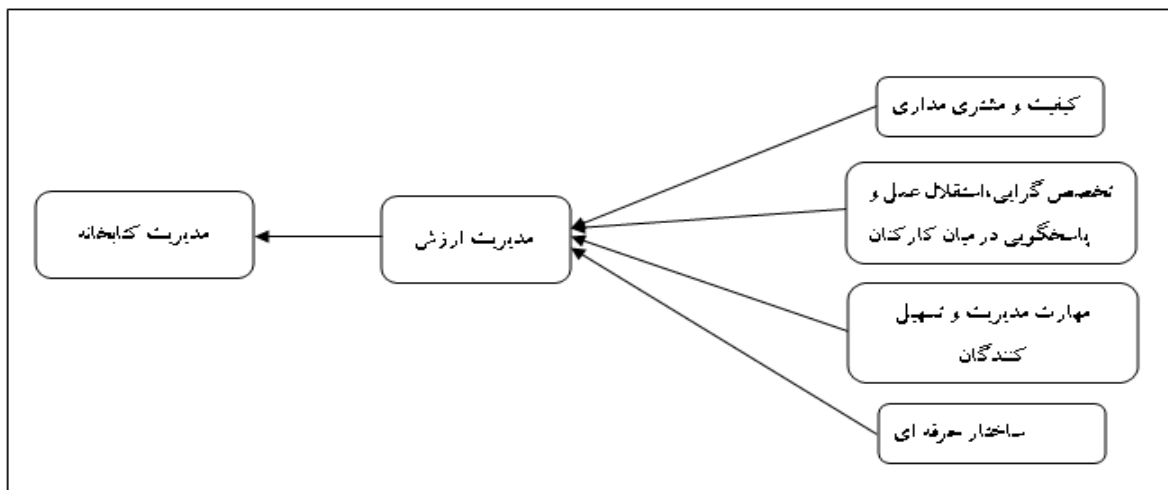 کیفیت و مشتری مداری
تخصص گرایی،استقلال عمل و
پاسخگویی در میان کارکنان
مدیریت کتابخانه
مدیریت ارزش
مهارت مدیریت و تسهیل
کنندگان
ساختار حرفه ای